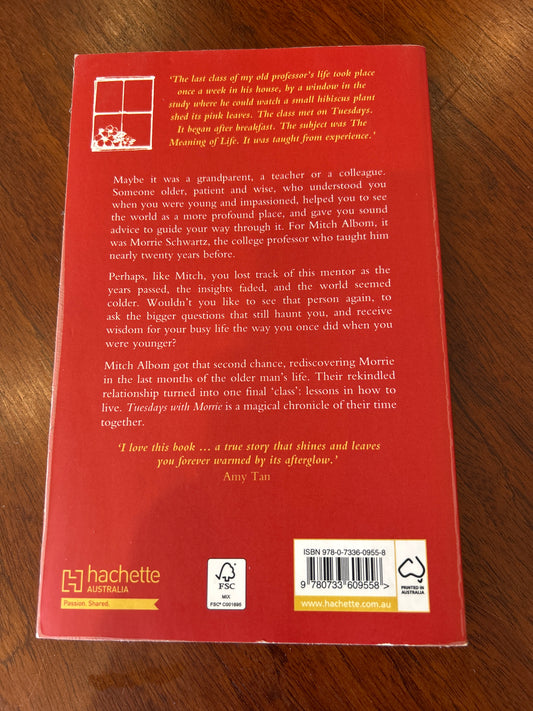 'The last class of my old professor's life took place
once a week in his house, by a window in the
study where he could watch a small hibiscus plant
shed its pink leaves. The class met on Tuesdays.
It began after breakfast. The subject was The
Meaning of Life. It was taught from experience.'
Maybe it was a grandparent, a teacher or a colleague.
Someone older, patient and wise, who understood you
when you were young and impassioned, helped you to see
the world as a more profound place, and gave you sound
advice to guide your way through it. For Mitch Albom, it
was Morrie Schwartz, the college professor who taught him
nearly twenty years before.
Perhaps, like Mitch, you lost track of this mentor as the
years passed, the insights faded, and the world seemed
colder. Wouldn't you like to see that person again, to
ask the bigger questions that still haunt you, and receive
wisdom for your busy life the way you once did when you
were younger?
Mitch Albom got that second chance, rediscovering Morrie
in the last months of the older man's life. Their rekindled
relationship turned into one final 'class': lessons in how to
live. Tuesdays with Morrie is a magical chronicle of their time
together.
'I love this book ... a true story that shines and leaves
you forever warmed by its afterglow.'
Amy Tan
hachette
AUSTRALIA
Passion. Shared.
FSC
MIX
FSC® C001695
ISBN 978-0-7336-0955-8
9 780733 609558 >
www.hachette.com.au
PRINTED IN
AUSTRALIA